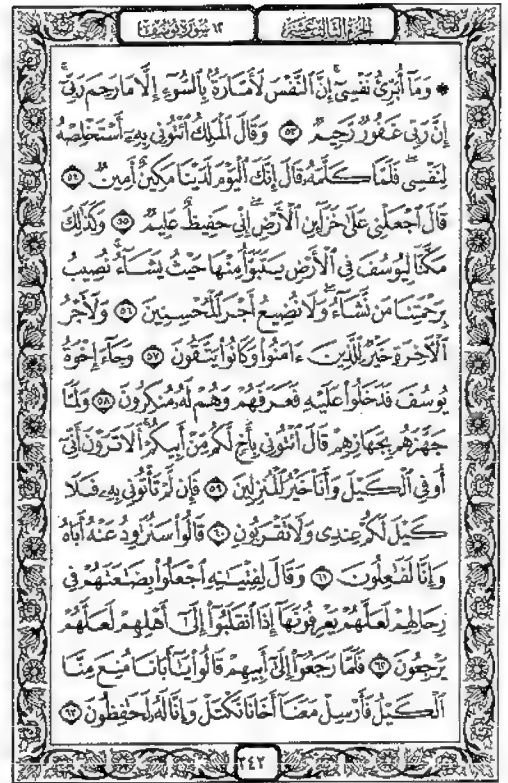 الجزء الثالث عشر ١٢ سورة يوسف
* وَمَآ أُبَرِّئُ نَفْسِىٓ إِنَّ ٱلنَّفْسَ لَأَمَّارَةٌۢ بِٱلسُّوٓءِ إِلَّا مَا رَحِمَ رَبِّىٓ
إِنَّ رَبِّى غَفُورٌ رَّحِيمٌ ٥٣ وَقَالَ ٱلْمَلِكُ ٱئْتُونِى بِهِۦٓ أَسْتَخْلِصْهُ
لِنَفْسِى فَلَمَّا كَلَّمَهُۥ قَالَ إِنَّكَ ٱلْيَوْمَ لَدَيْنَا مَكِينٌ أَمِينٌ ٥٤
قَالَ ٱجْعَلْنِى عَلَىٰ خَزَآئِنِ ٱلْأَرْضِ إِنِّى حَفِيظٌ عَلِيمٌ ٥٥ وَكَذَٰلِكَ
مَكَّنَّا لِيُوسُفَ فِى ٱلْأَرْضِ يَتَبَوَّأُ مِنْهَا حَيْثُ يَشَآءُ نُصِيبُ
بِرَحْمَتِنَا مَن نَّشَآءُ وَلَا نُضِيعُ أَجْرَ ٱلْمُحْسِنِينَ ٥٦ وَلَأَجْرُ
ٱلْءَاخِرَةِ خَيْرٌ لِّلَّذِينَ ءَامَنُوا۟ وَكَانُوا۟ يَتَّقُونَ ٥٧ وَجَآءَ إِخْوَةُ
يُوسُفَ فَدَخَلُوا۟ عَلَيْهِ فَعَرَفَهُمْ وَهُمْ لَهُۥ مُنكِرُونَ ٥٨ وَلَمَّا
جَهَّزَهُم بِجَهَازِهِمْ قَالَ ٱئْتُونِى بِأَخٍ لَّكُم مِّنْ أَبِيكُمْ أَلَا تَرَوْنَ أَنِّىٓ
أُوفِى ٱلْكَيْلَ وَأَنَا۠ خَيْرُ ٱلْمُنزِلِينَ ٥٩ فَإِن لَّمْ تَأْتُونِى بِهِۦ فَلَا
كَيْلَ لَكُمْ عِندِى وَلَا تَقْرَبُونِ ٦٠ قَالُوا۟ سَنُرَٰوِدُ عَنْهُ أَبَاهُ
وَإِنَّا لَفَٰعِلُونَ ٦١ وَقَالَ لِفِتْيَٰنِهِ ٱجْعَلُوا۟ بِضَٰعَتَهُمْ فِى
رِحَالِهِمْ لَعَلَّهُمْ يَعْرِفُونَهَآ إِذَا ٱنقَلَبُوٓا۟ إِلَىٰٓ أَهْلِهِمْ لَعَلَّهُمْ
يَرْجِعُونَ ٦٢ فَلَمَّا رَجَعُوٓا۟ إِلَىٰٓ أَبِيهِمْ قَالُوا۟ يَٰٓأَبَانَا مُنِعَ مِنَّا
ٱلْكَيْلُ فَأَرْسِلْ مَعَنَآ أَخَانَا نَكْتَلْ وَإِنَّا لَهُۥ لَحَٰفِظُونَ ٦٣
٢٤٢